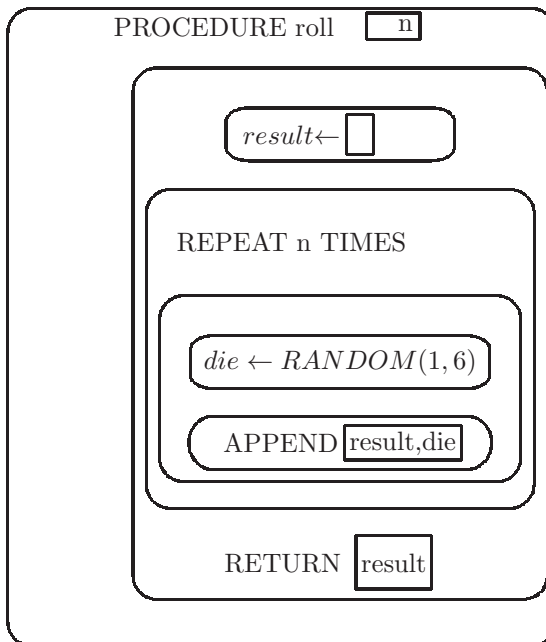 PROCEDURE roll n
result←
REPEAT n TIMES
die ← RANDOM(1, 6)
APPEND result,die
RETURN result